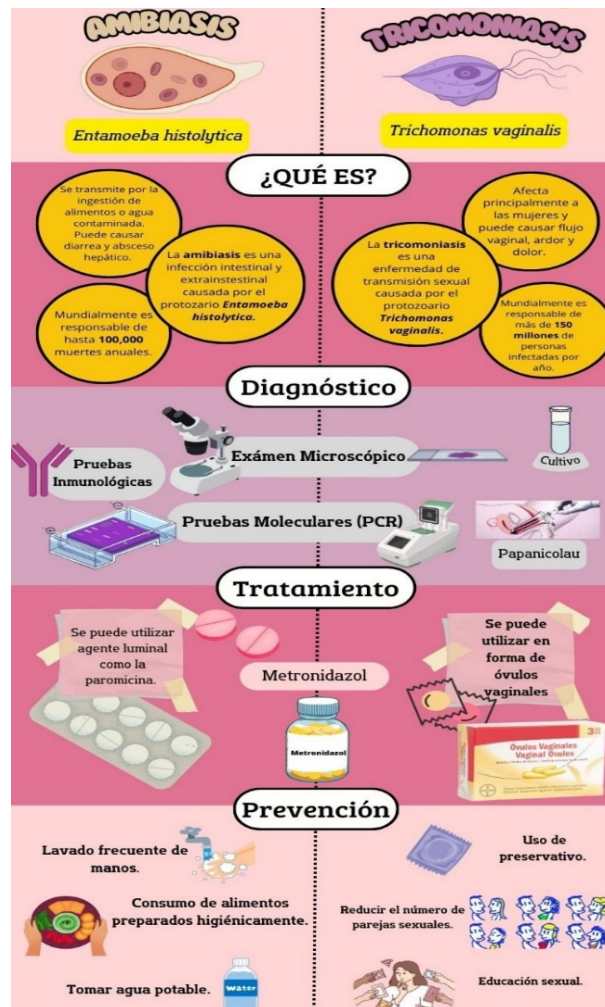 AMIBIASIS
TRICOMONIASIS
Entamoeba histolytica
Trichomonas vaginalis
¿QUÉ ES?
Se transmite por la
ingestión de
alimentos o agua
contaminada.
Puede causar
diarrea y absceso
hepático.
La amibiasis es una
infección intestinal y
extrainstestinal
causada por el
protozario Entamoeba
histolytica.
Mundialmente es
responsable de
hasta 100,000
muertes anuales.
Afecta
principalmente a
las mujeres y
puede causar flujo
vaginal, ardor y
dolor.
La tricomoniasis
es una
enfermedad de
transmisión sexual
causada por el
protozoario
Trichomonas
vaginalis.
Mundialmente es
responsable de
más de 150
millones de
personas
infectadas por
año.
Diagnóstico
Pruebas
Inmunológicas
Exámen Microscópico
Cultivo
Pruebas Moleculares (PCR)
Papanicolau
Tratamiento
Se puede utilizar
agente luminal
como la
paromicina.
Metronidazol
Metronidazol
Se puede
utilizar en
forma de
óvulos
vaginales
3
Óvulos Vaginales
Vaginal Ovules
Prevención
Lavado frecuente de
manos.
Consumo de alimentos
preparados higiénicamente.
Tomar agua potable.
Water
Uso de
preservativo.
Reducir el número de
parejas sexuales.
Educación sexual.